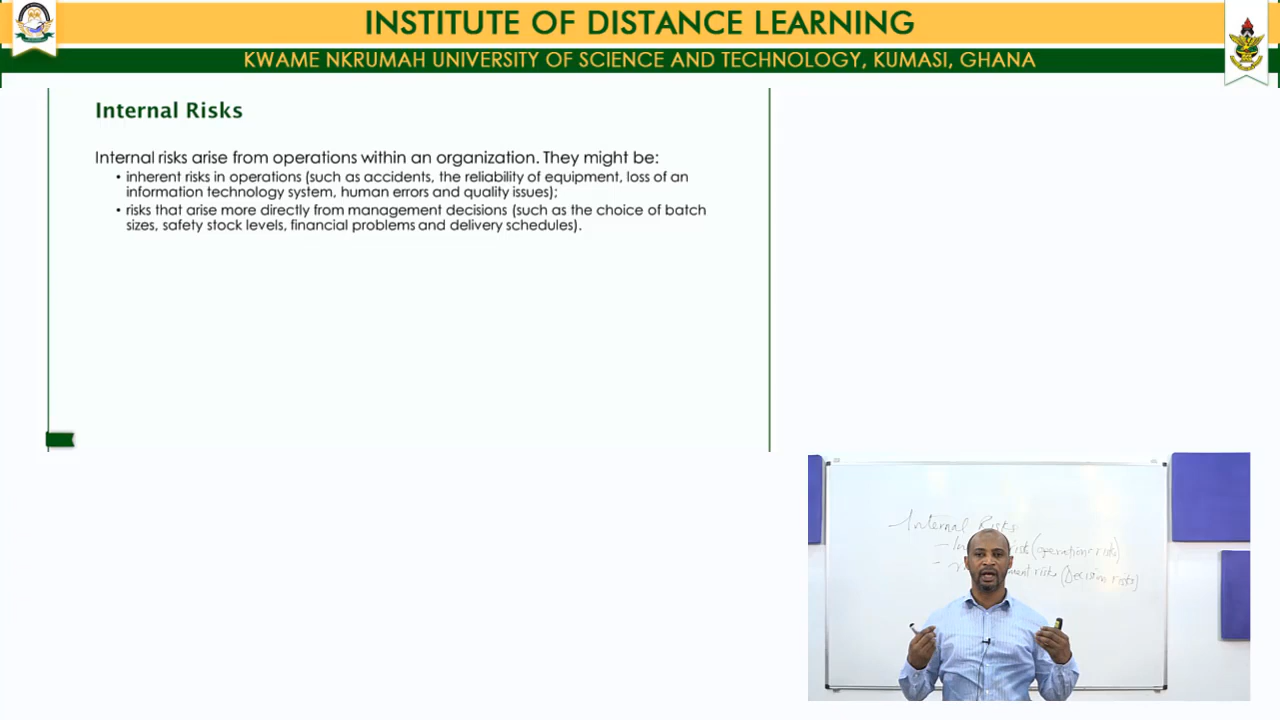 INSTITUTE OF DISTANCE LEARNING
KWAME NKRUMAH UNIVERSITY OF SCIENCE AND TECHNOLOGY, KUMASI, GHANA
Internal Risks
Internal risks arise from operations within an organization. They might be:
• inherent risks in operations (such as accidents, the reliability of equipment, loss of an
information technology system, human errors and quality issues);
• risks that arise more directly from management decisions (such as the choice of batch
sizes, safety stock levels, financial problems and delivery schedules).
Internal Risks
risk (operations risk)
risks (Decision risks)